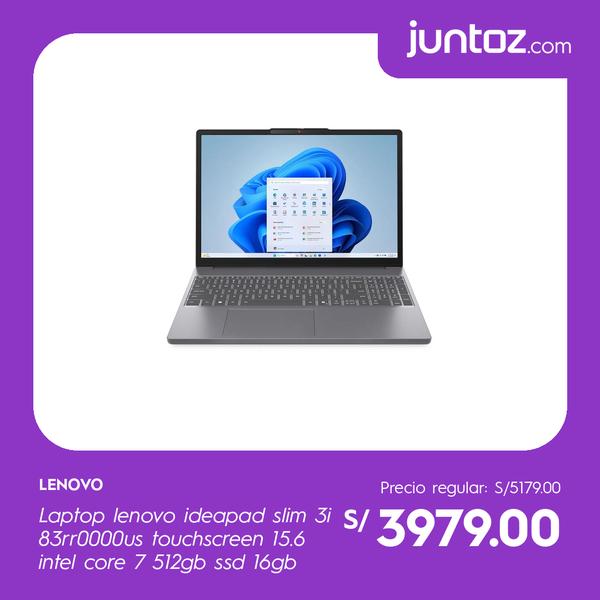 juntoz.com
LENOVO
Precio regular: S/5179.00
Laptop lenovo ideapad slim 3i
83rr0000us touchscreen 15.6
intel core 7 512gb ssd 16gb
S/ 3979.00